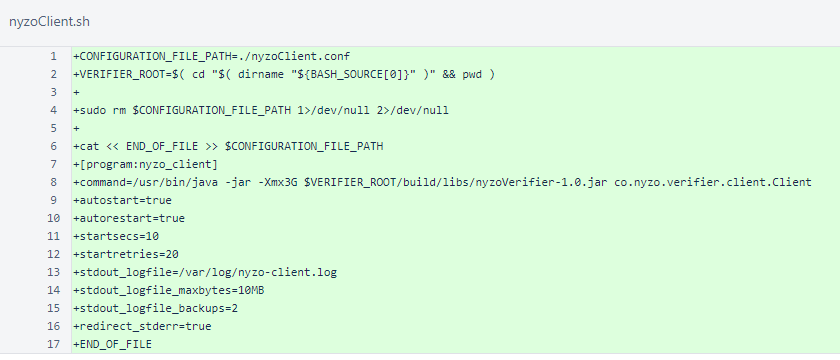 nyzoClient.sh
1 +CONFIGURATION_FILE_PATH=./nyzoClient.conf
2 +VERIFIER_ROOT=$( cd "$( dirname "${BASH_SOURCE[0]}" )" && pwd )
3 +
4 +sudo rm $CONFIGURATION_FILE_PATH 1>/dev/null 2>/dev/null
5 +
6 +cat << END_OF_FILE >> $CONFIGURATION_FILE_PATH
7 +[program:nyzo_client]
8 +command=/usr/bin/java -jar -Xmx3G $VERIFIER_ROOT/build/libs/nyzoVerifier-1.0.jar co.nyzo.verifier.client.Client
9 +autostart=true
10 +autorestart=true
11 +startsecs=10
12 +startretries=20
13 +stdout_logfile=/var/log/nyzo-client.log
14 +stdout_logfile_maxbytes=10MB
15 +stdout_logfile_backups=2
16 +redirect_stderr=true
17 +END_OF_FILE